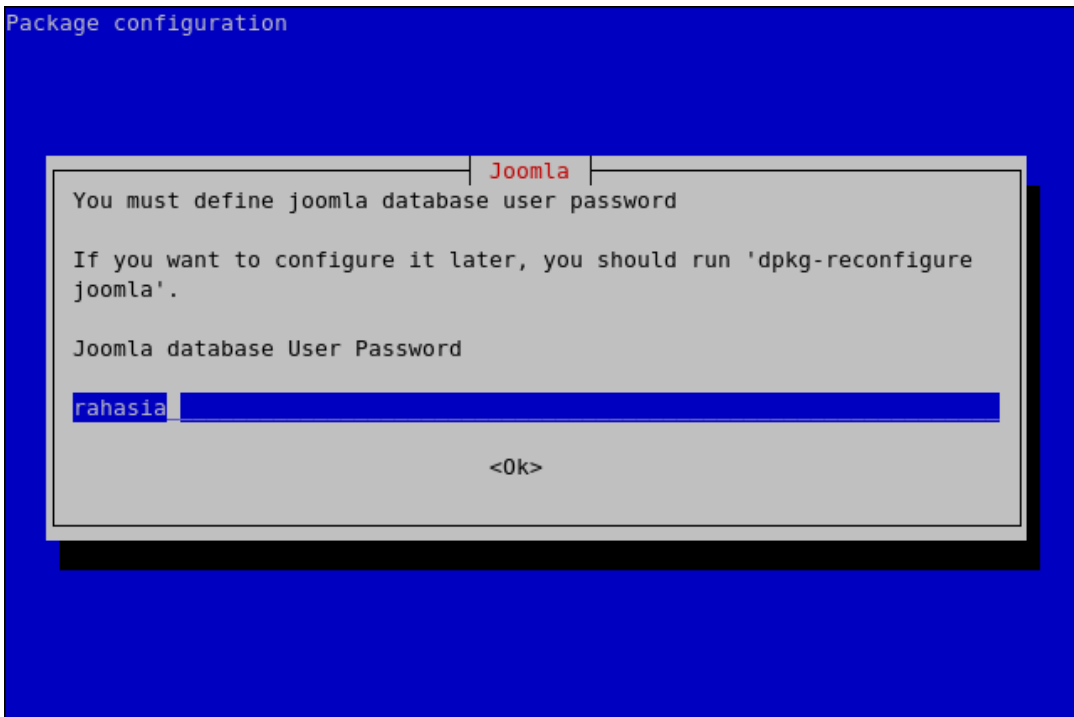 Package configuration
Joomla
You must define joomla database user password
If you want to configure it later, you should run 'dpkg-reconfigure
joomla'.
Joomla database User Password
rahasia
<Ok>